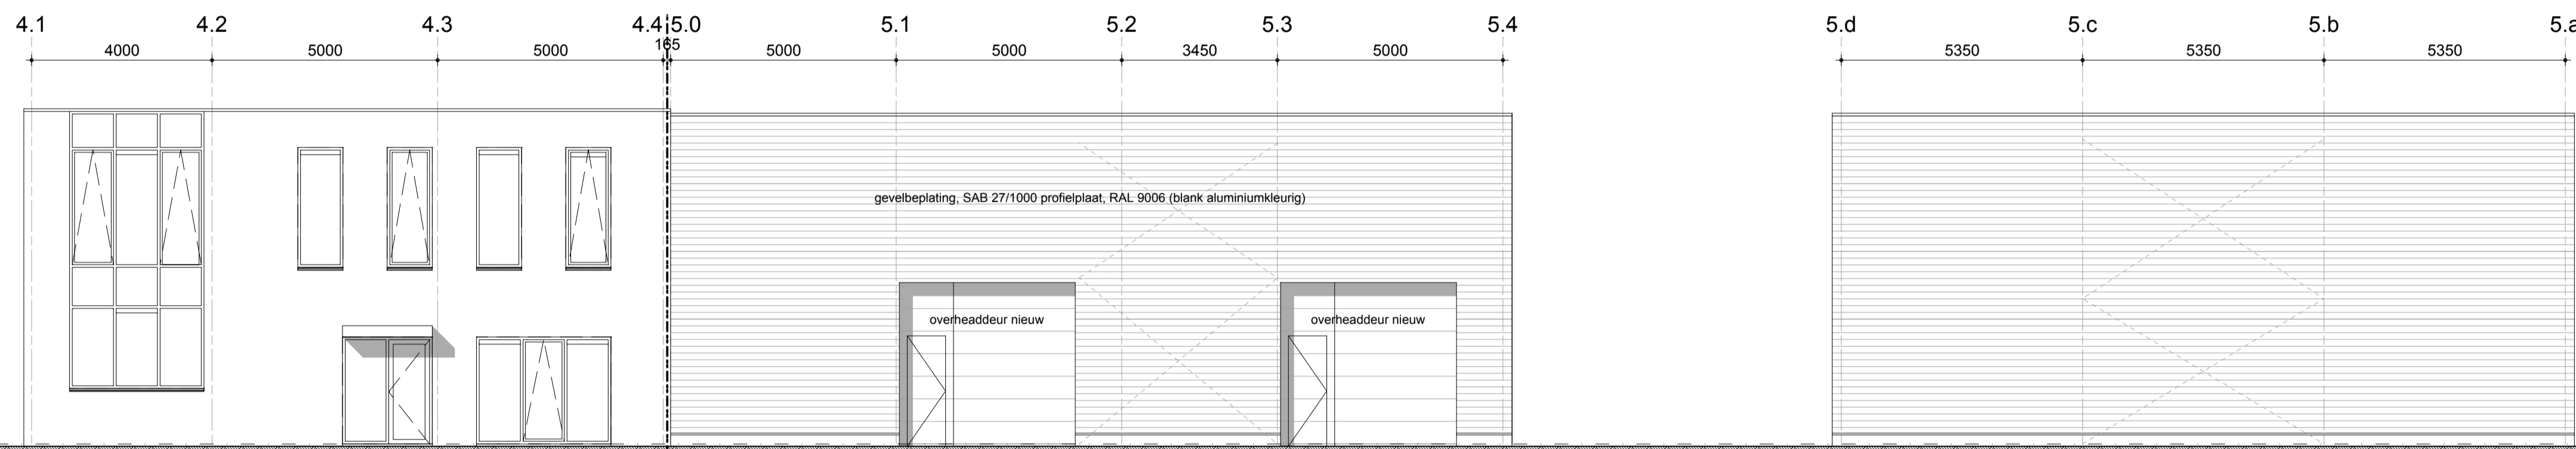 4.1 4.2 4.3 4.4 5.0 5.1 5.2 5.3 5.4 5.d 5.c 5.b 5.a
4000 5000 5000 165 5000 5000 3450 5000 5350 5350 5350
gevelbeplating, SAB 27/1000 profielplaat, RAL 9006 (blank aluminiumkleurig)
overheaddeur nieuw overheaddeur nieuw